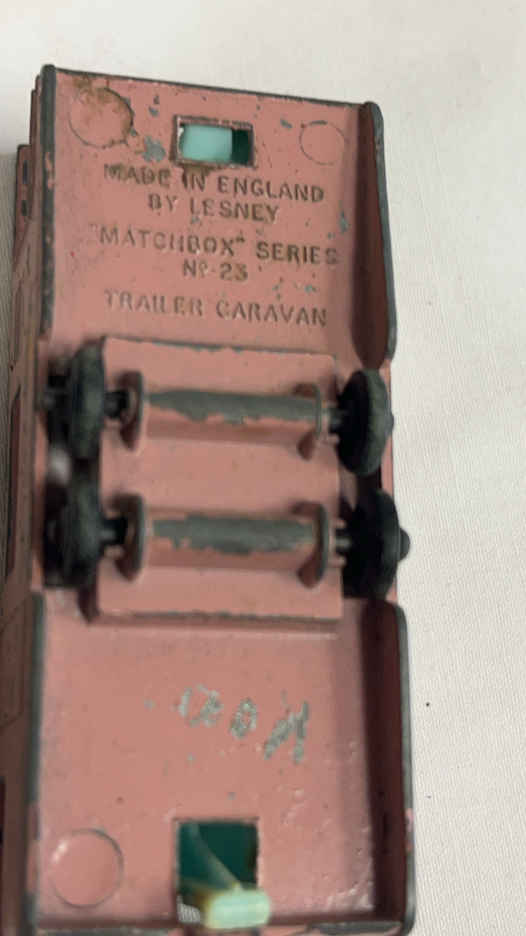 MADE IN ENGLAND
BY LESNEY
"MATCHBOX" SERIES
Nº 23
TRAILER CARAVAN